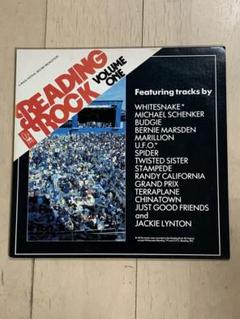 READING
ROCK
VOLUME
ONE
Featuring tracks by
WHITESNAKE*
MICHAEL SCHENKER
BUDGIE
BERNIE MARSDEN
MARILLION
U.F.O.*
SPIDER
TWISTED SISTER
STAMPEDE
RANDY CALIFORNIA
GRAND PRIX
TERRAPLANE
CHINATOWN
JUST GOOD FRIENDS
and
JACKIE LYNTON